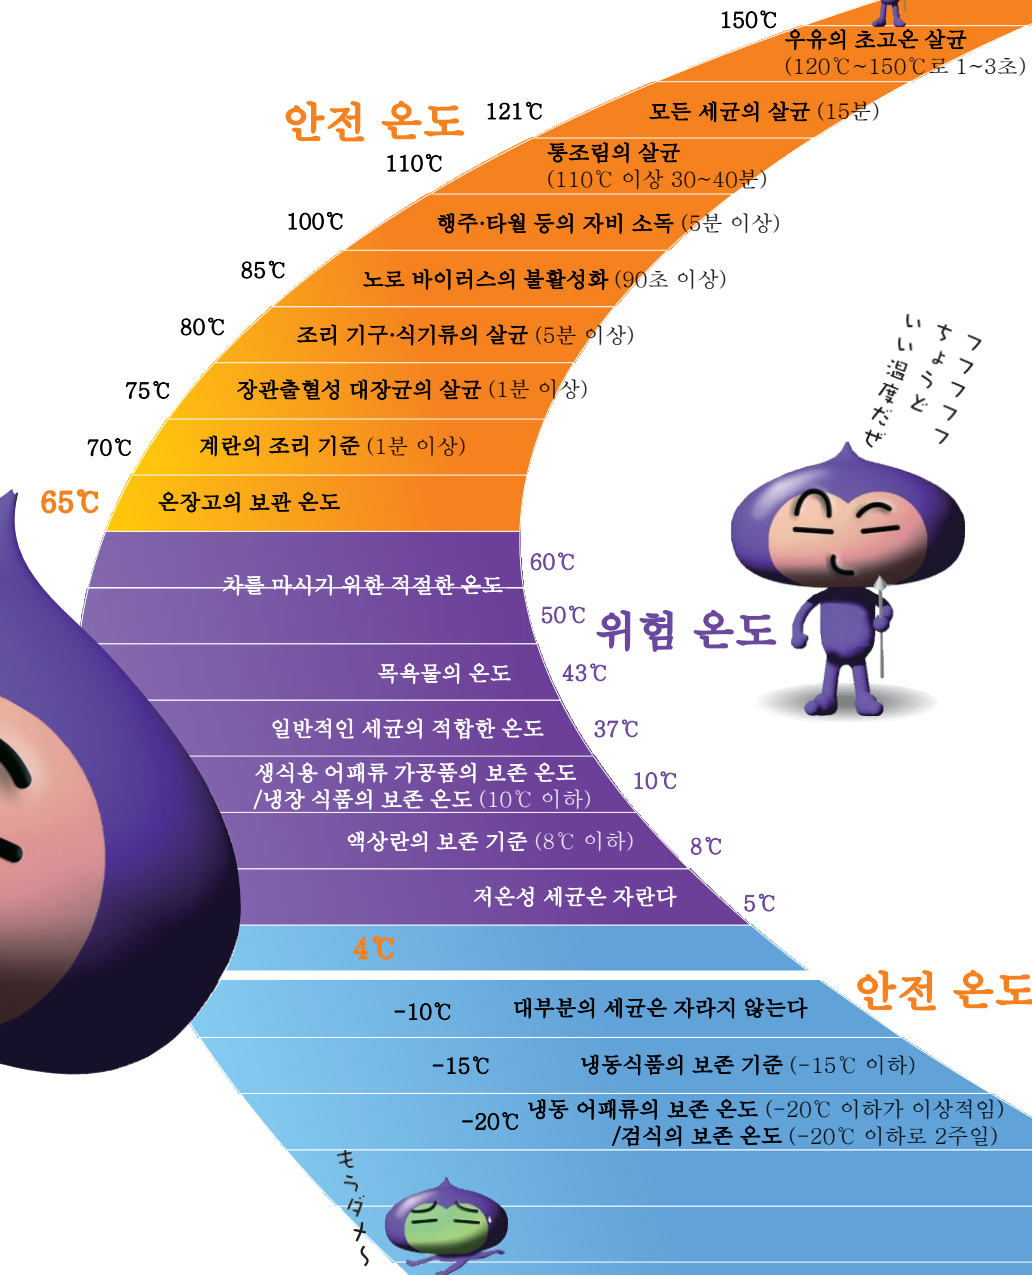 150℃
우유의 초고온 살균
(120℃~150℃로 1~3초)
안전 온도
121℃
모든 세균의 살균 (15분)
110℃
통조림의 살균
(110℃ 이상 30~40분)
100℃
행주·타월 등의 자비 소독 (5분 이상)
85℃
노로 바이러스의 불활성화 (90초 이상)
80℃
조리 기구·식기류의 살균 (5분 이상)
75℃
장관출혈성 대장균의 살균 (1분 이상)
70℃
계란의 조리 기준 (1분 이상)
65℃
온장고의 보관 온도
フフフフフ
ちょうど
いい温度だぜ
い
60℃
차를 마시기 위한 적절한 온도
50℃
위험 온도
목욕물의 온도
43℃
일반적인 세균의 적합한 온도
37℃
생식용 어패류 가공품의 보존 온도
/냉장 식품의 보존 온도 (10℃ 이하)
10℃
액상란의 보존 기준 (8℃ 이하)
8℃
저온성 세균은 자란다
5℃
4℃
안전 온도
-10℃
대부분의 세균은 자라지 않는다
-15℃
냉동식품의 보존 기준 (-15℃ 이하)
-20℃
냉동 어패류의 보존 온도 (-20℃ 이하가 이상적임)
/검식의 보존 온도 (-20℃ 이하로 2주일)
もうダメ〜